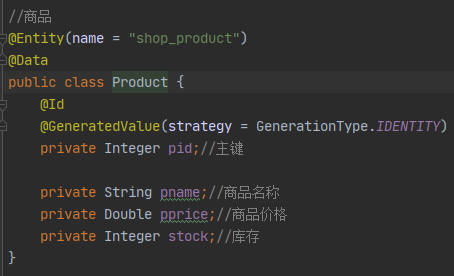 //商品
@Entity(name = "shop_product")
@Data
public class Product {
@Id
@GeneratedValue(strategy = GenerationType.IDENTITY)
private Integer pid;//主键
private String pname;//商品名称
private Double pprice;//商品价格
private Integer stock;//库存
}